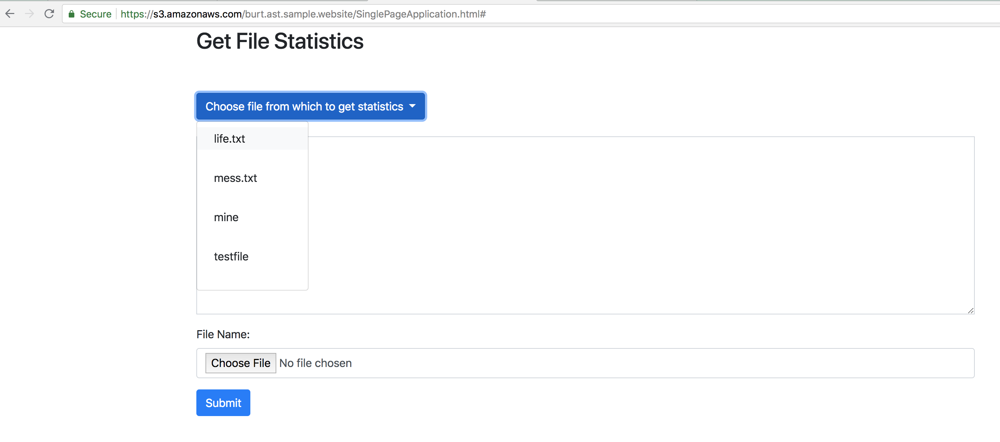 Secure https://s3.amazonaws.com/burt.ast.sample.website/SinglePageApplication.html#
Get File Statistics
Choose file from which to get statistics
life.txt
mess.txt
mine
testfile
File Name:
Choose File No file chosen
Submit